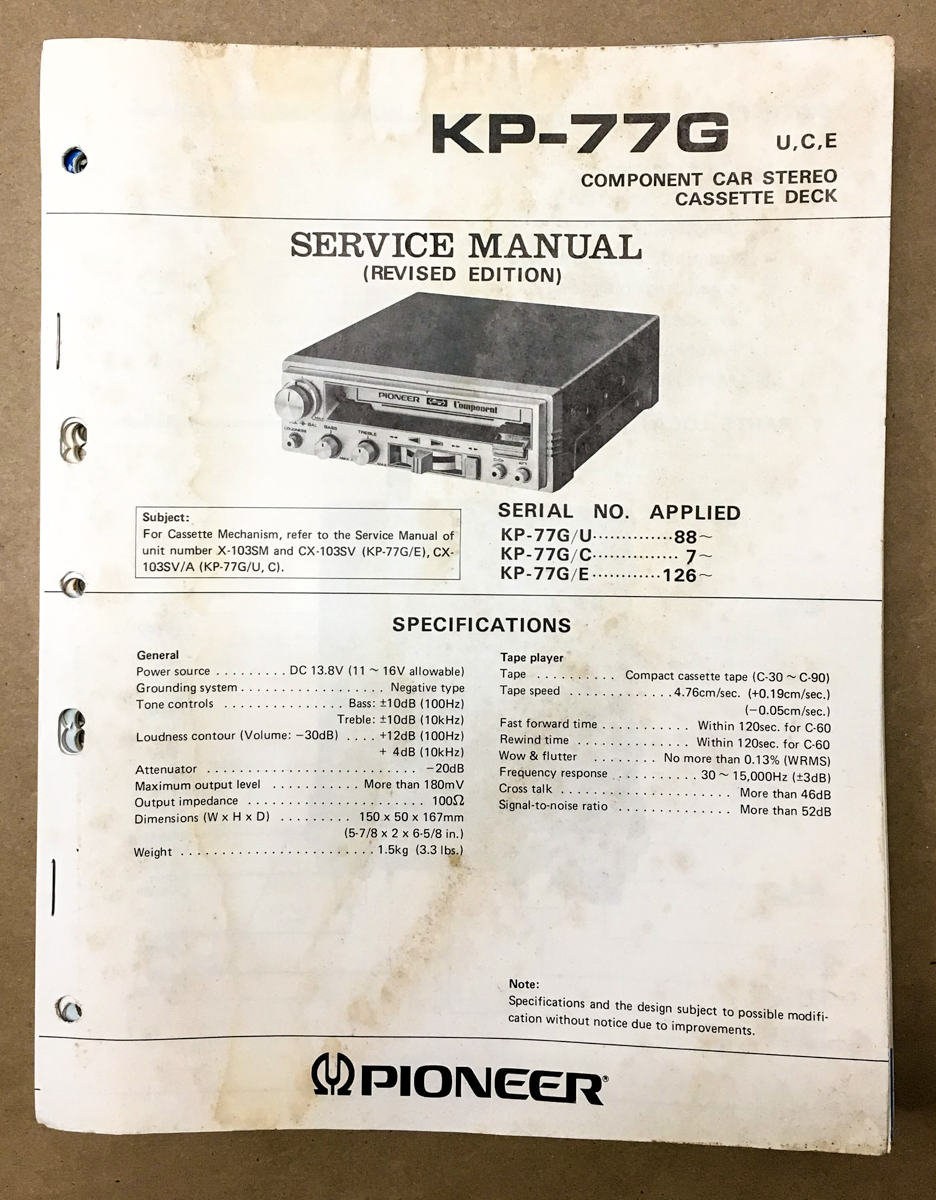 KP-77G U,C,E
COMPONENT CAR STEREO
CASSETTE DECK
SERVICE MANUAL
(REVISED EDITION)
PIONEER Component
LOUDNESS
BAL
BASS
TREBLE
Subject:
For Cassette Mechanism, refer to the Service Manual of
unit number X-103SM and CX-103SV (KP-77G/E), CX-
103SV/A (KP-77G/U, C).
SERIAL NO. APPLIED
KP-77G/U·············88~
KP-77G/C·············· 7~
KP-77G/E············126~
SPECIFICATIONS
General
Power source . . . . . . . . . DC 13.8V (11 ~ 16V allowable)
Grounding system . . . . . . . . . . . . . . . . . . Negative type
Tone controls . . . . . . . . . . . . . . . Bass: ±10dB (100Hz)
Treble: ±10dB (10kHz)
Loudness contour (Volume: −30dB) . . . . +12dB (100Hz)
+ 4dB (10kHz)
Attenuator . . . . . . . . . . . . . . . . . . . . . . . . . . −20dB
Maximum output level . . . . . . . . . . . More than 180mV
Output impedance . . . . . . . . . . . . . . . . . . . . . . 100Ω
Dimensions (W x H x D) . . . . . . . . . 150 x 50 x 167mm
(5-7/8 x 2 x 6-5/8 in.)
Weight . . . . . . . . . . . . . . . . . . . . . . . . 1.5kg (3.3 lbs.)
Tape player
Tape . . . . . . . . . . Compact cassette tape (C-30 ~ C-90)
Tape speed . . . . . . . . . . . . . 4.76cm/sec. (+0.19cm/sec.)
(−0.05cm/sec.)
Fast forward time . . . . . . . . . . . Within 120sec. for C-60
Rewind time . . . . . . . . . . . . . . Within 120sec. for C-60
Wow & flutter . . . . . . . . No more than 0.13% (WRMS)
Frequency response . . . . . . . . . . 30 ~ 15,000Hz (±3dB)
Cross talk . . . . . . . . . . . . . . . . . . . . . More than 46dB
Signal-to-noise ratio . . . . . . . . . . . . . . More than 52dB
Note:
Specifications and the design subject to possible modifi-
cation without notice due to improvements.
PIONEER®